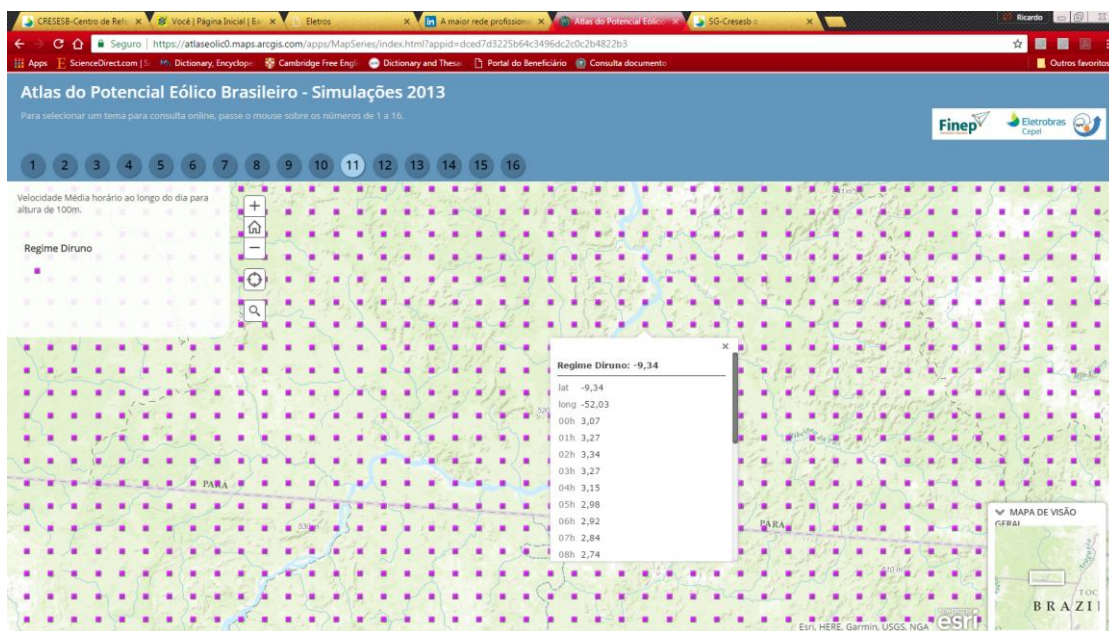 CRESESB-Centro de Refe
Você | Página Inicial | Ba
Eletros
A maior rede profissiona
Atlas do Potencial Eólico
SG-Cresesb ::
Ricardo
Seguro | https://atlaseolic0.maps.arcgis.com/apps/MapSeries/index.html?appid=dced7d3225b64c3496dc2c0c2b4822b3
Apps
ScienceDirect.com | S
Dictionary, Encyclope
Cambridge Free Engli
Dictionary and Thesa
Portal do Beneficiário
Consulta documento
Outros favoritos
Atlas do Potencial Eólico Brasileiro - Simulações 2013
Para selecionar um tema para consulta online, passe o mouse sobre os números de 1 a 16.
Finep
Eletrobras
Cepel
1 2 3 4 5 6 7 8 9 10 11 12 13 14 15 16
Velocidade Média horário ao longo do dia para
altura de 100m.
Regime Diruno
Regime Diruno: -9,34
lat -9,34
long -52,03
00h 3,07
01h 3,27
02h 3,34
03h 3,27
04h 3,15
05h 2,98
06h 2,92
07h 2,84
08h 2,74
PARÁ
PARÁ
MAPA DE VISÃO
GERAL
TOC
BRAZI
Esri, HERE, Garmin, USGS, NGA
esri